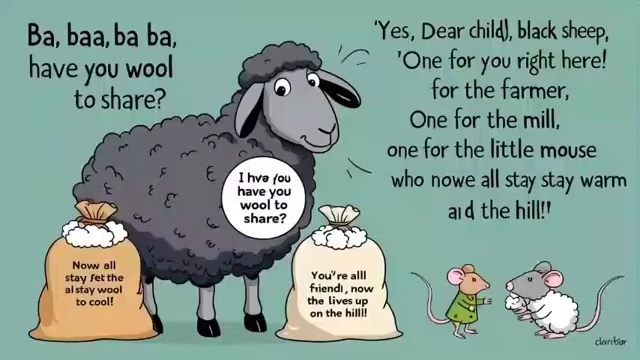 Ba, baa, ba ba,
have you wool
to share?
'Yes, Dear child), black sheep,
'One for you right here!
for the farmer,
One for the mill,
one for the little mouse
who nowe all stay stay warm
aıd the hill!'
I hve you
have you
wool to
share?
Now all
stay fet the
al stay wool
to cool!
You're alll
friendı, now
the lives up
on the hilll!